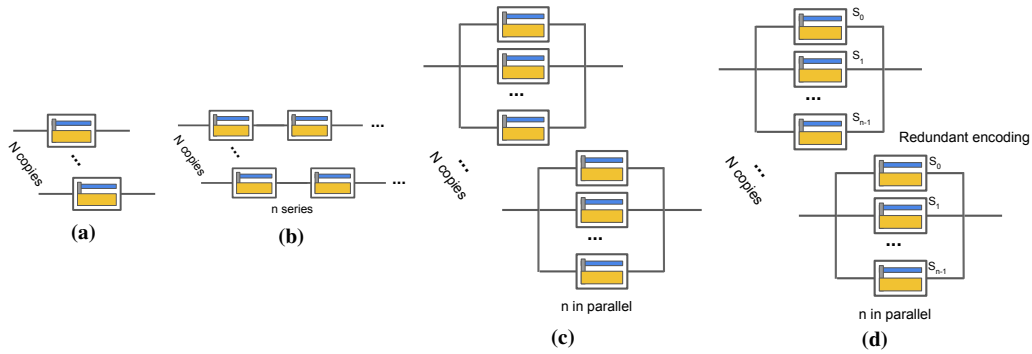 N copies
...
(a)
N copies
...
...
...
n series
(b)
...
N copies
...
...
n in parallel
(c)
S0
S1
...
Sn-1
Redundant encoding
N copies
...
S0
S1
...
Sn-1
n in parallel
(d)